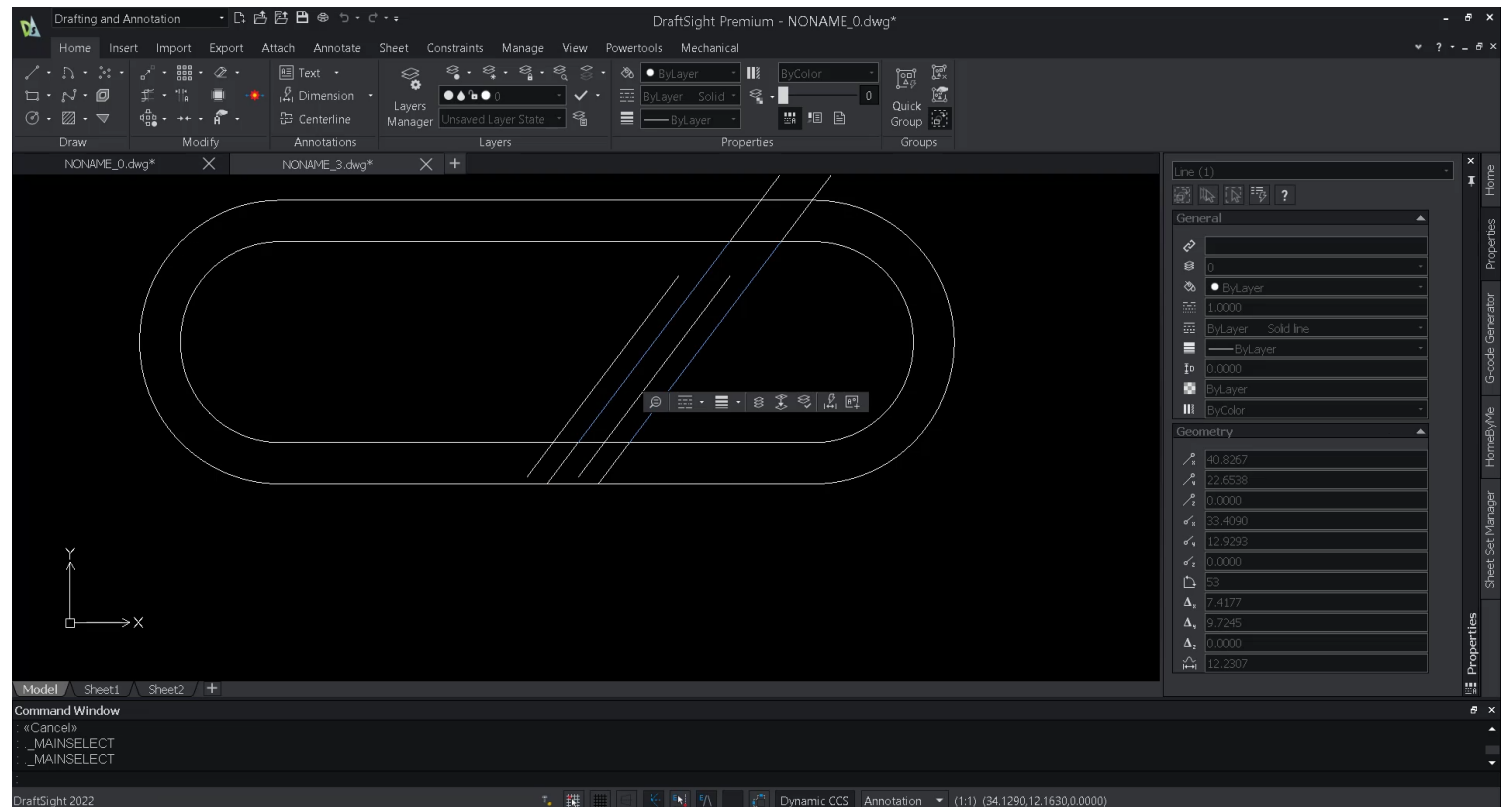 Drafting and Annotation
DraftSight Premium - NONAME_0.dwg*
Home Insert Import Export Attach Annotate Sheet Constraints Manage View Powertools Mechanical
?
Text
ByLayer
ByColor
Dimension
Layers
Manager
0
ByLayer Solid
0
Quick
Group
Centerline
Unsaved Layer State
ByLayer
Draw
Modify
Annotations
Layers
Properties
Groups
NONAME_0.dwg*
NONAME_3.dwg*
Line (1)
?
General
0
ByLayer
1.0000
ByLayer Solid line
ByLayer
0.0000
ByLayer
ByColor
Geometry
40.8267
22.6538
0.0000
33.4090
12.9293
0.0000
53
7.4177
9.7245
0.0000
12.2307
Home
Properties
G-code Generator
HomeByMe
Sheet Set Manager
Properties
Y
X
Model Sheet1 Sheet2
Command Window
: «Cancel»
: ._MAINSELECT
: ._MAINSELECT
:
DraftSight 2022
Dynamic CCS
Annotation
(1:1) (34.1290,12.1630,0.0000)